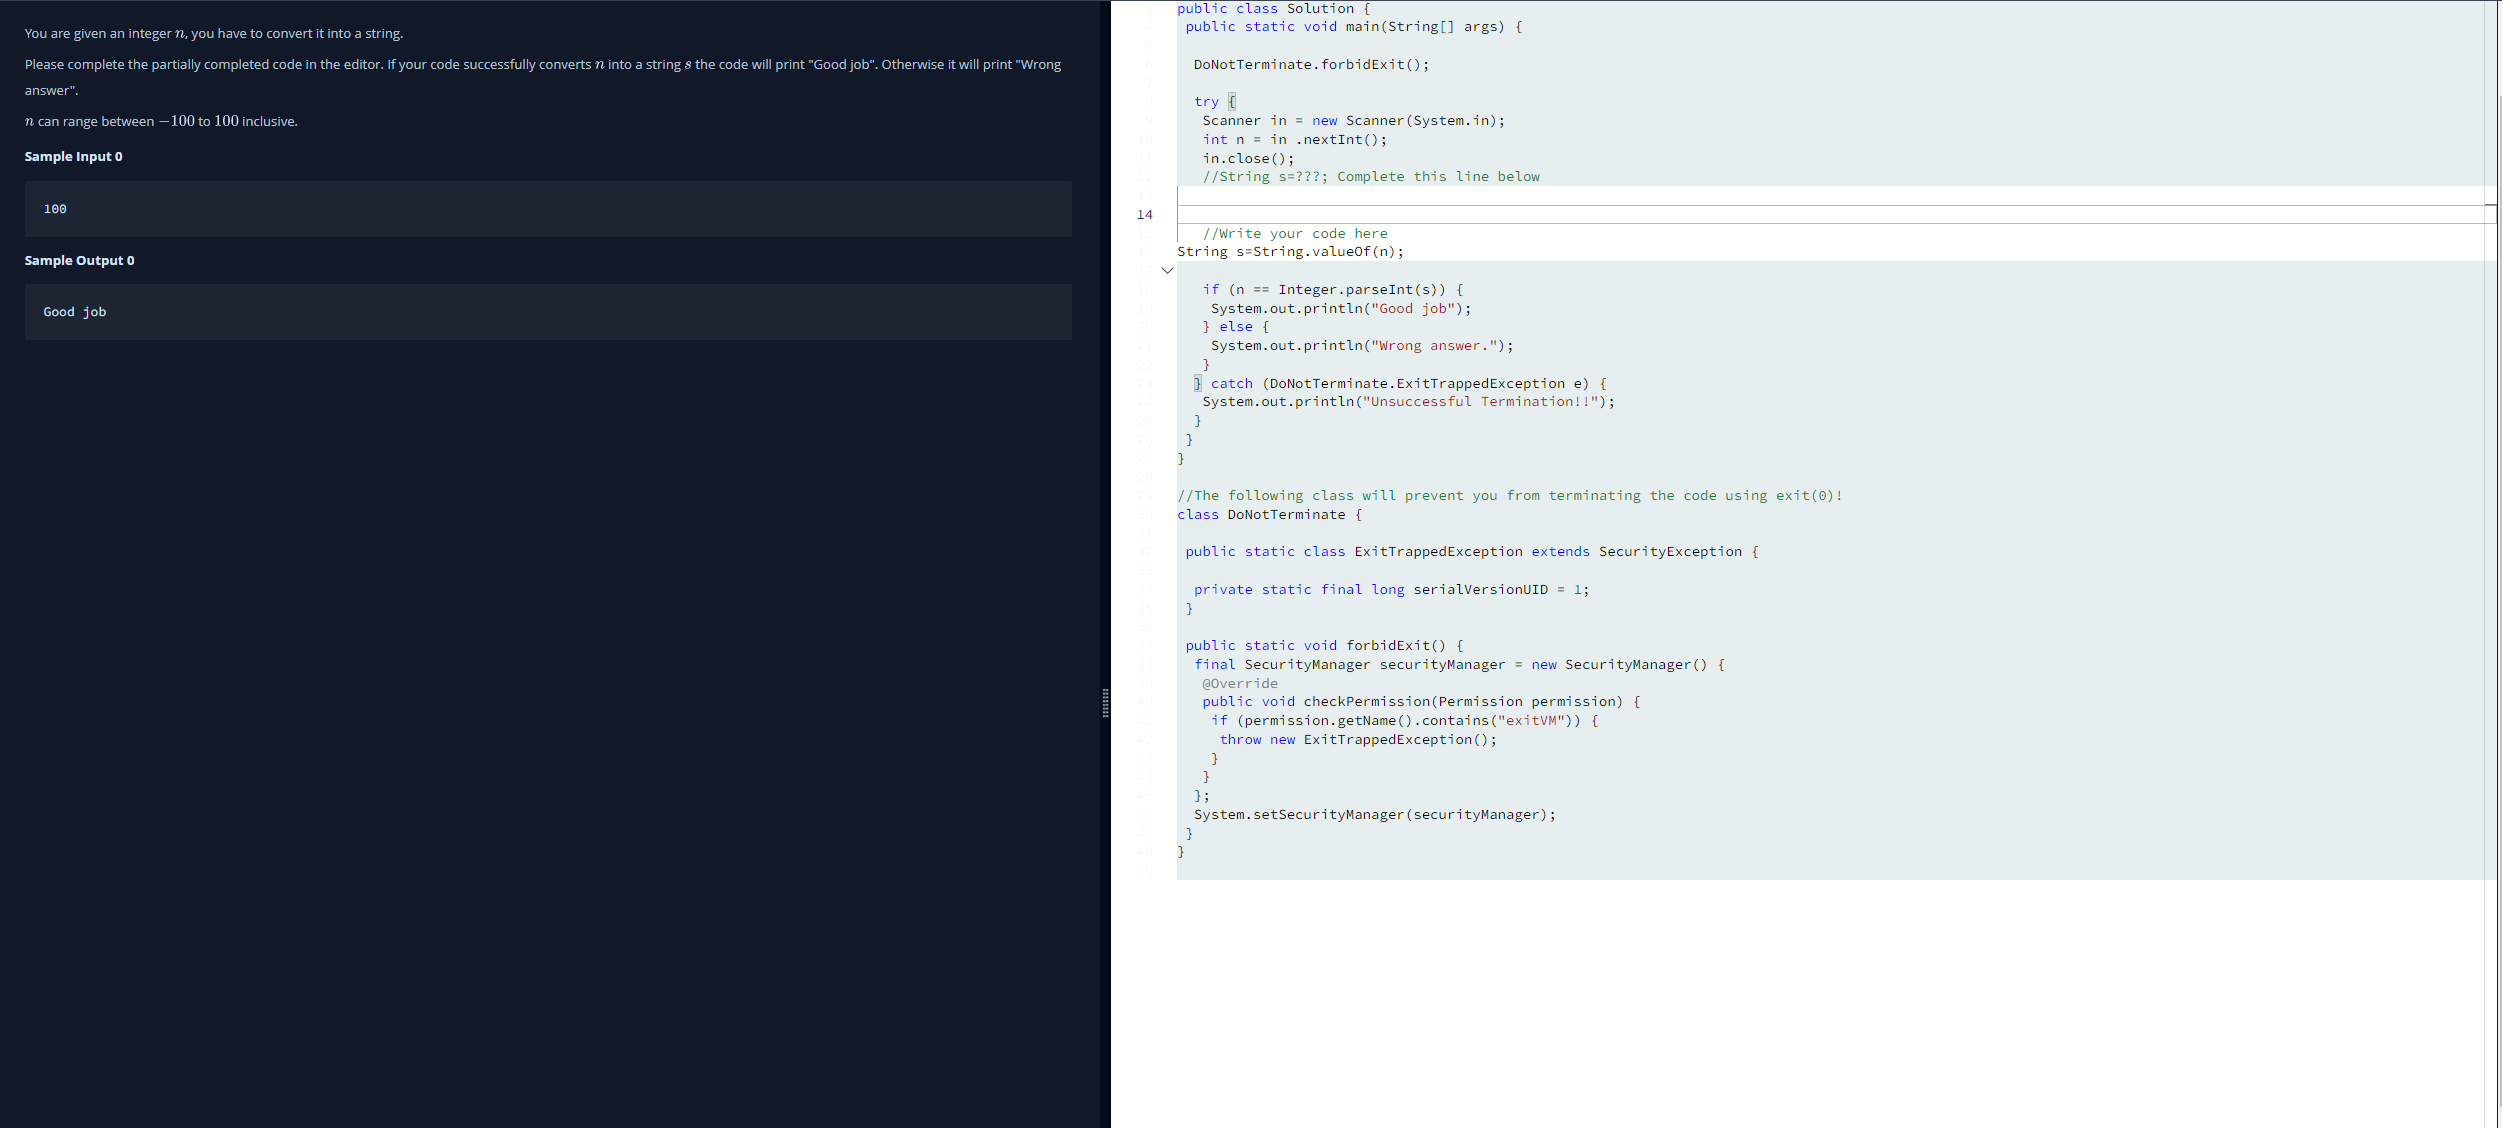 You are given an integer n, you have to convert it into a string.
Please complete the partially completed code in the editor. If your code successfully converts n into a string s the code will print "Good job". Otherwise it will print "Wrong
answer".
n can range between −100 to 100 inclusive.
Sample Input 0
100
Sample Output 0
Good job
public class Solution {
public static void main(String[] args) {
DoNotTerminate.forbidExit();
try {
Scanner in = new Scanner(System.in);
int n = in .nextInt();
in.close();
//String s=???; Complete this line below
14
//Write your code here
String s=String.valueOf(n);
if (n == Integer.parseInt(s)) {
System.out.println("Good job");
} else {
System.out.println("Wrong answer.");
}
} catch (DoNotTerminate.ExitTrappedException e) {
System.out.println("Unsuccessful Termination!!");
}
}
}
//The following class will prevent you from terminating the code using exit(0)!
class DoNotTerminate {
public static class ExitTrappedException extends SecurityException {
private static final long serialVersionUID = 1;
}
public static void forbidExit() {
final SecurityManager securityManager = new SecurityManager() {
@Override
public void checkPermission(Permission permission) {
if (permission.getName().contains("exitVM")) {
throw new ExitTrappedException();
}
}
};
System.setSecurityManager(securityManager);
}
}